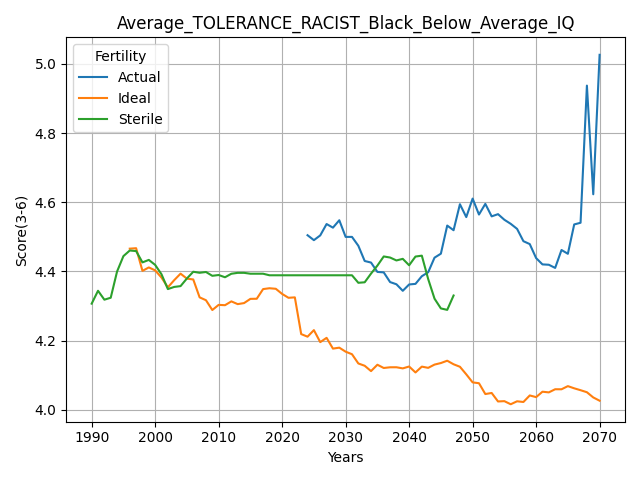 Average_TOLERANCE_RACIST_Black_Below_Average_IQ
Fertility
Actual
Ideal
Sterile
Score(3-6)
5.0
4.8
4.6
4.4
4.2
4.0
1990 2000 2010 2020 2030 2040 2050 2060 2070
Years